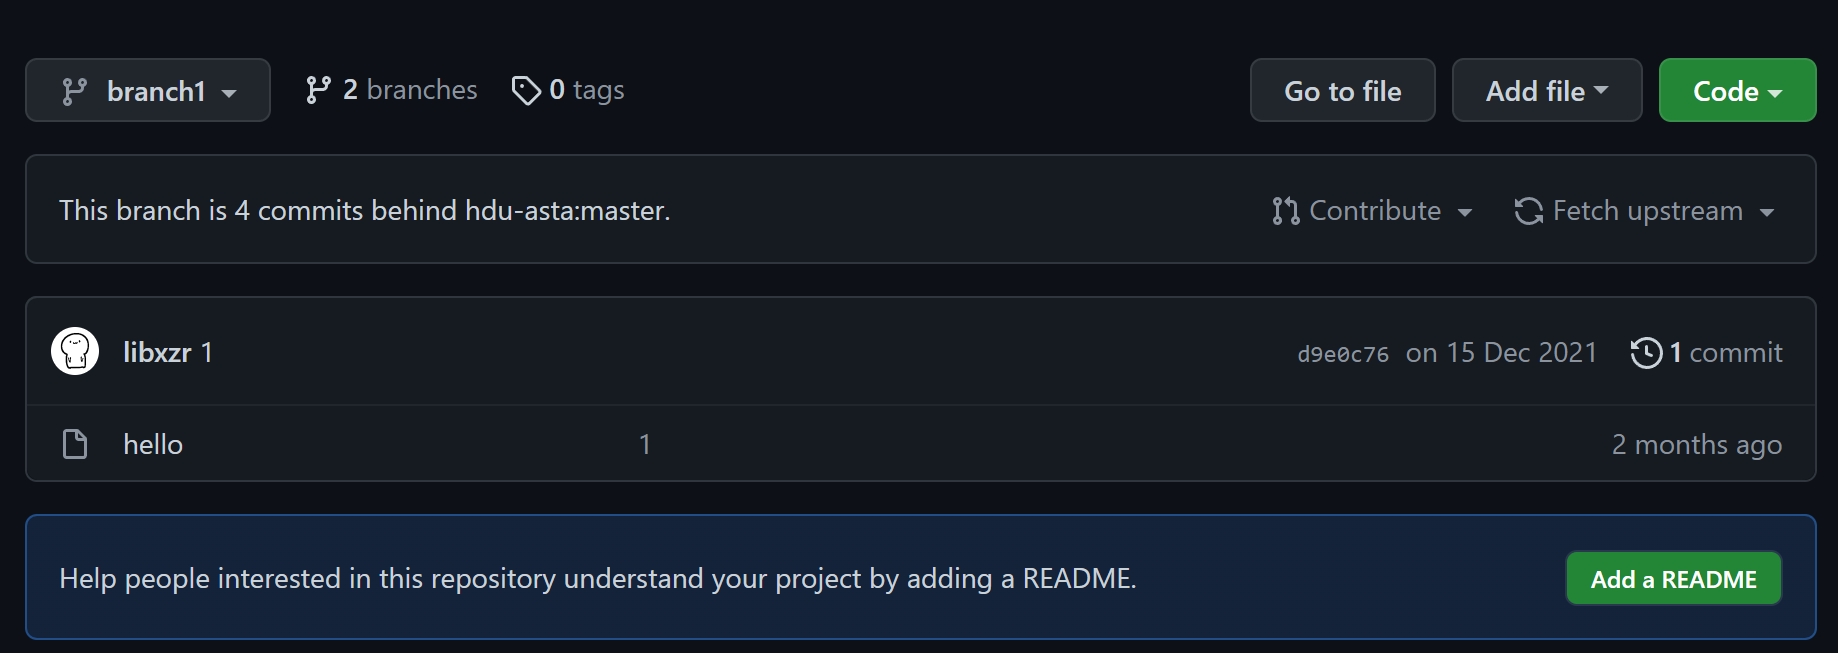 branch1 2 branches 0 tags Go to file Add file Code
This branch is 4 commits behind hdu-asta:master. Contribute Fetch upstream
libxzr 1 d9e0c76 on 15 Dec 2021 1 commit
hello 1 2 months ago
Help people interested in this repository understand your project by adding a README. Add a README